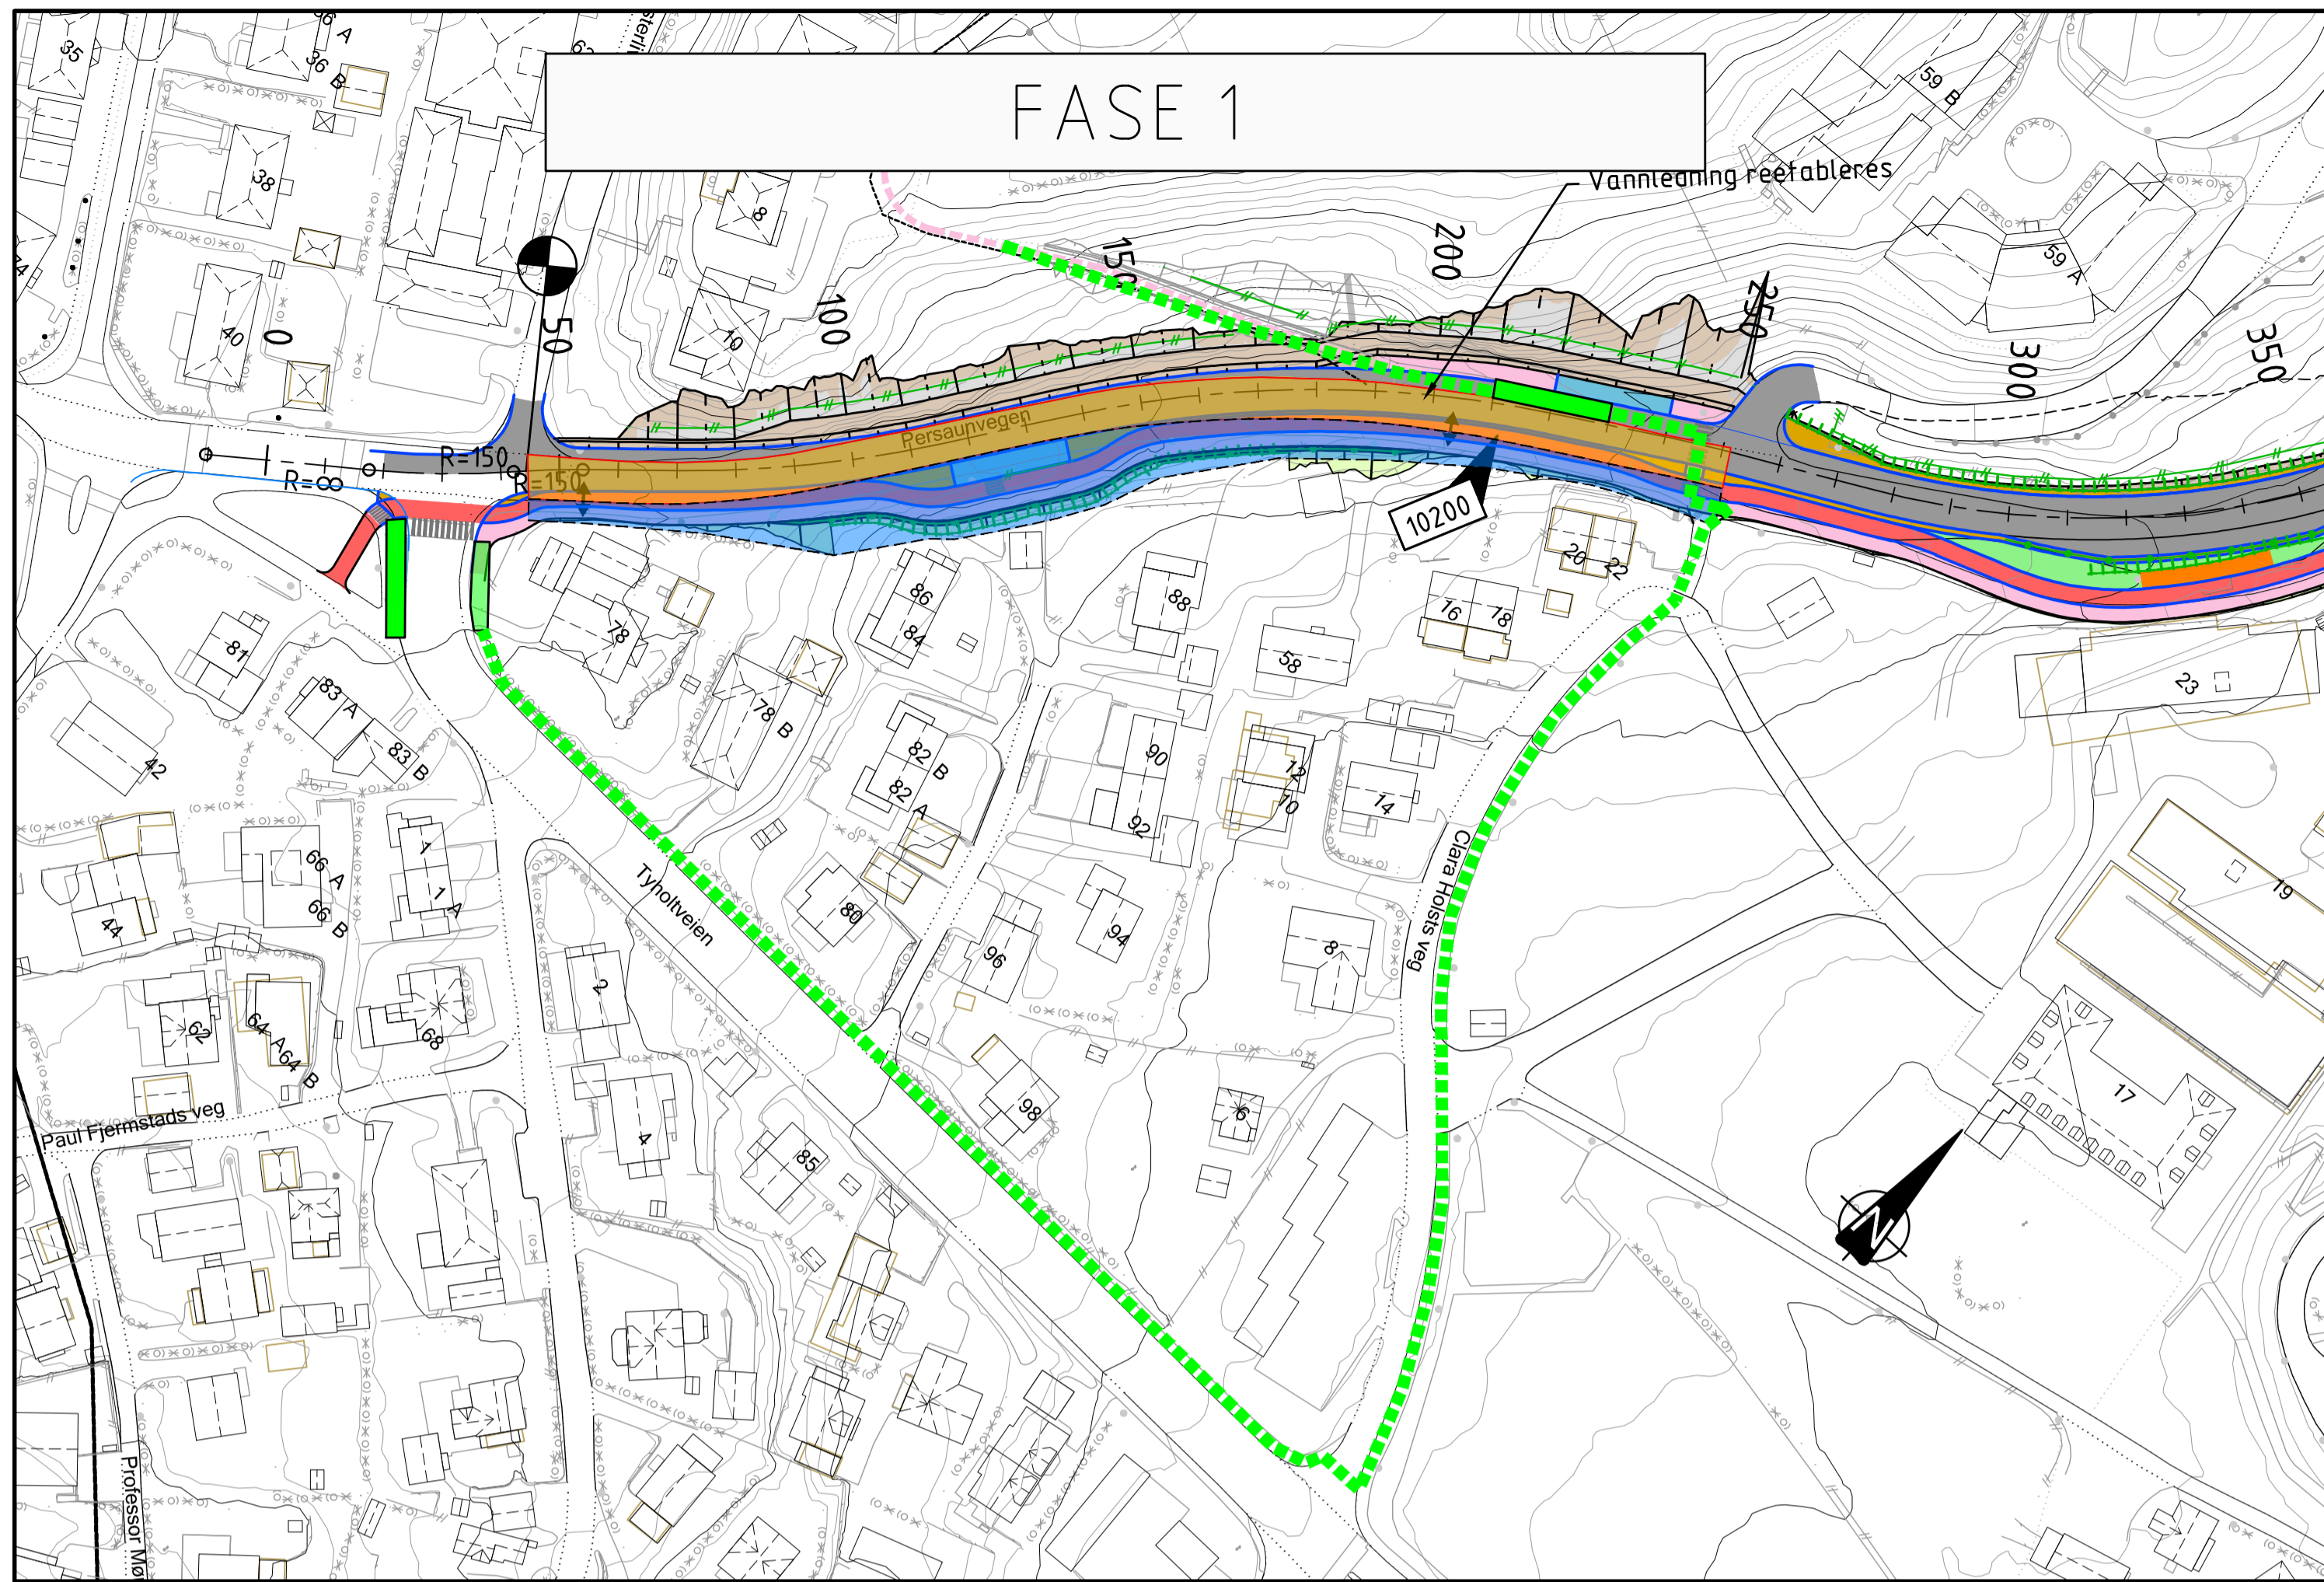 FASE 1
Vannledning reetableres
35
36 A
36 B
38
40
8
10
59 B
59 A
0
50
100
150
200
250
300
350
Persaunvegen
R=150
R=∞
R=150
10200
20
22
16
18
58
88
86
84
78
78 B
81
83 A
83 B
42
82 B
82 A
90
92
12
10
14
23
19
Clara Holsts veg
Tyholtveien
1
1 A
66 A
66 B
44
80
96
94
8
2
62
64 A
64 B
68
98
6
17
Paul Fjermstads veg
4
85
N